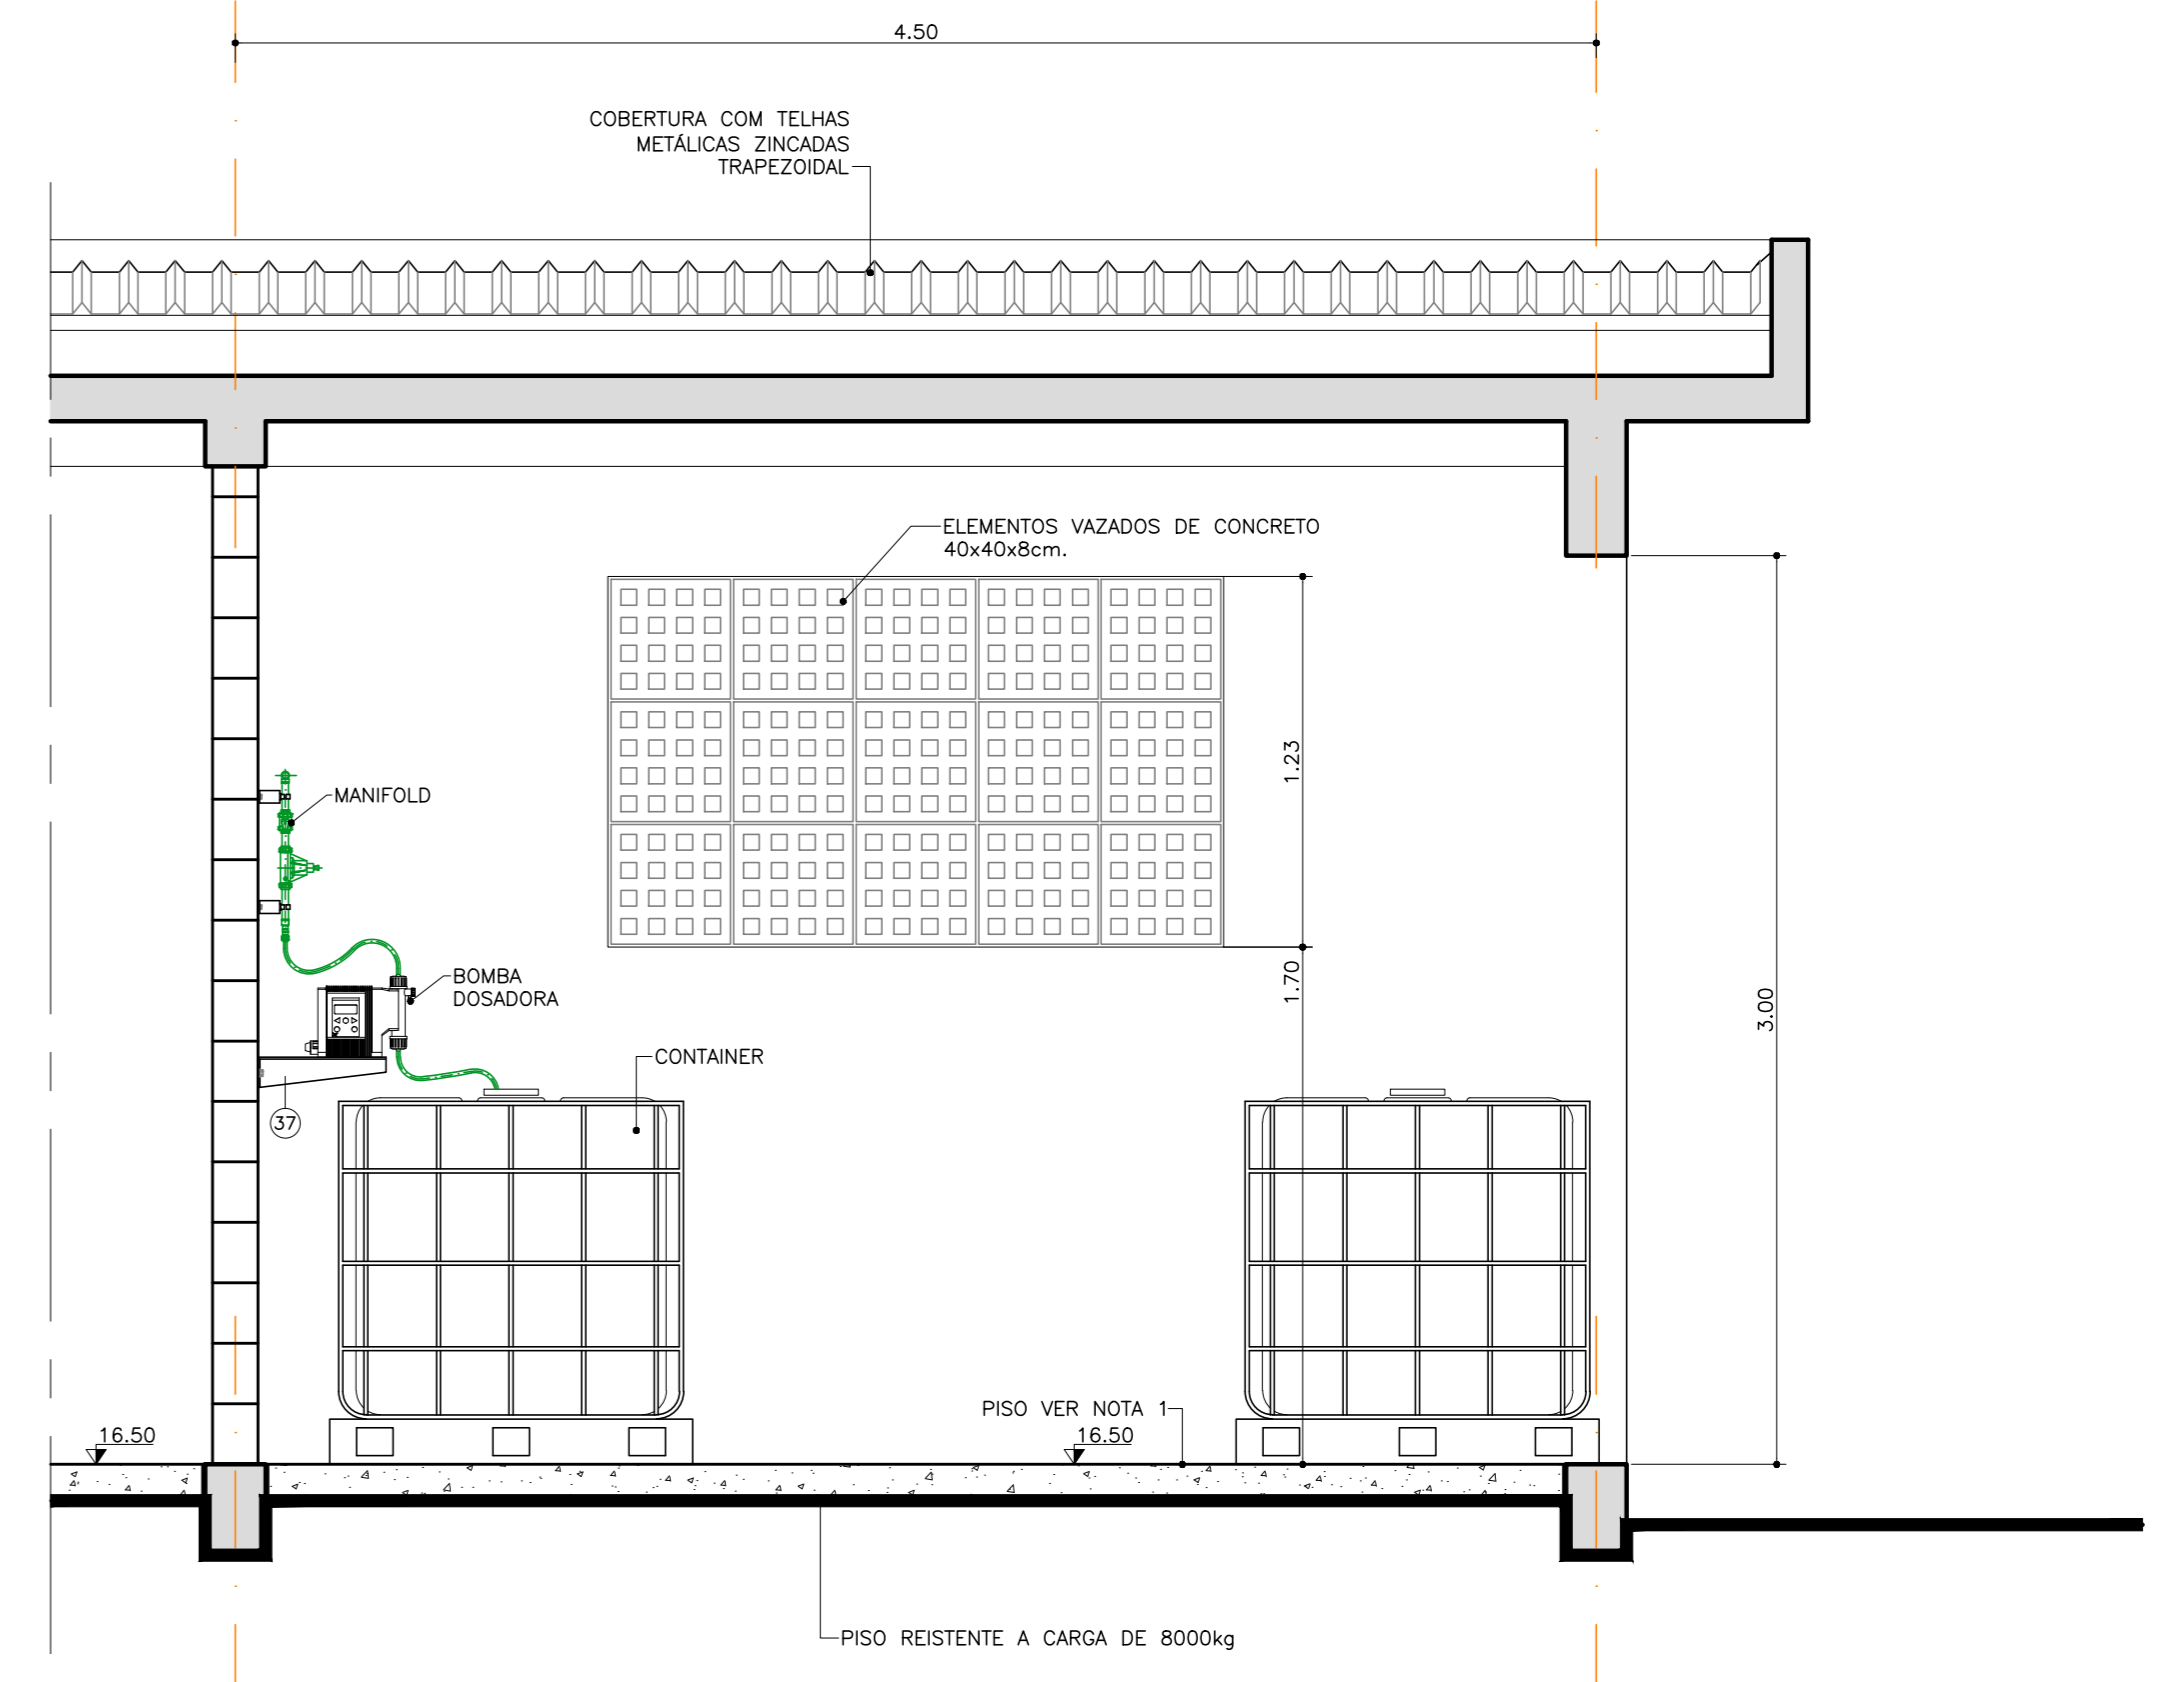 4.50
COBERTURA COM TELHAS
METÁLICAS ZINCADAS
TRAPEZOIDAL
ELEMENTOS VAZADOS DE CONCRETO
40x40x8cm.
1.23
MANIFOLD
BOMBA
DOSADORA
1.70
3.00
CONTAINER
37
PISO VER NOTA 1
16.50
16.50
PISO REISTENTE A CARGA DE 8000kg